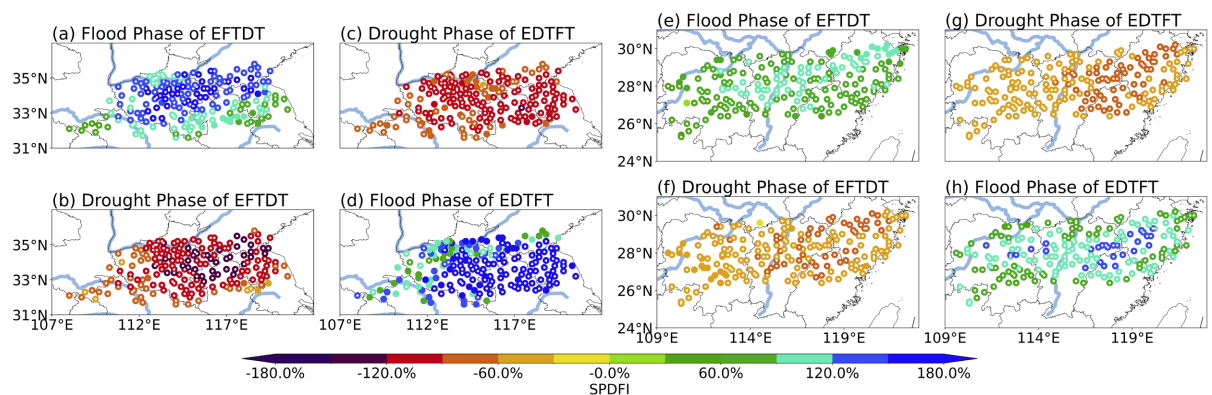 (a) Flood Phase of EFTDT
(c) Drought Phase of EDTFT
(e) Flood Phase of EFTDT
(g) Drought Phase of EDTFT
35°N
33°N
31°N
30°N
28°N
26°N
24°N
(b) Drought Phase of EFTDT
(d) Flood Phase of EDTFT
(f) Drought Phase of EFTDT
(h) Flood Phase of EDTFT
35°N
33°N
31°N
30°N
28°N
26°N
24°N
107°E 112°E 117°E
107°E 112°E 117°E
109°E 114°E 119°E
109°E 114°E 119°E
-180.0% -120.0% -60.0% -0.0% 60.0% 120.0% 180.0%
SPDFI